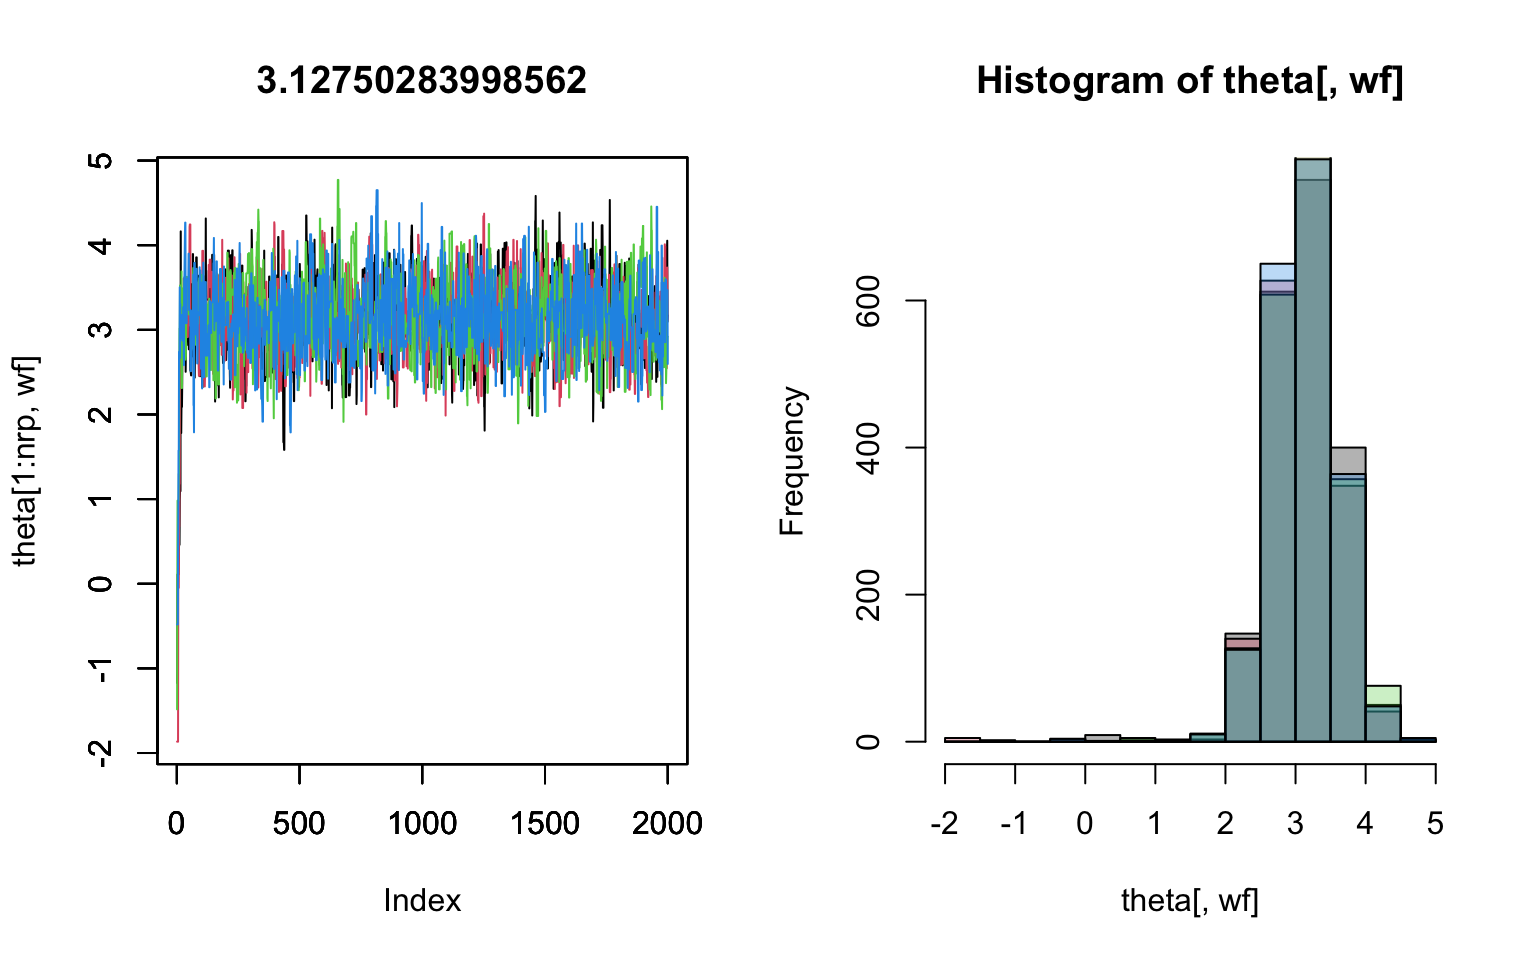 3.12750283998562
theta[1:nrp, wf]
5
4
3
2
1
0
-1
-2
0 500 1000 1500 2000
Index
Histogram of theta[, wf]
Frequency
600
400
200
0
-2 -1 0 1 2 3 4 5
theta[, wf]